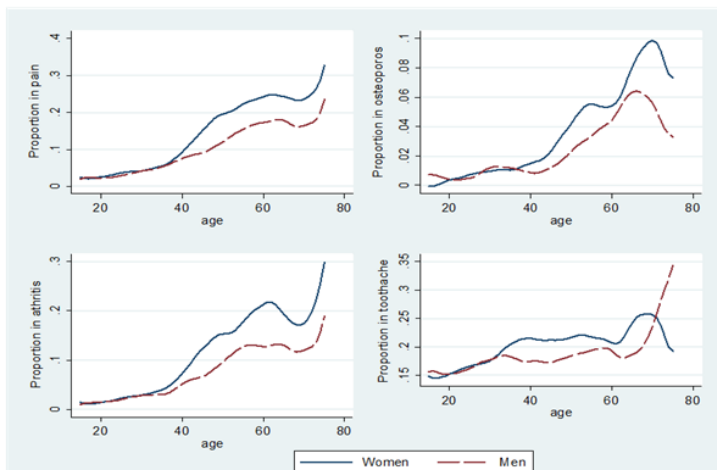 Proportion in pain
0 .1 .2 .3 .4
20 40 60 80
age
Proportion in osteoporos
0 .02 .04 .06 .08 .1
20 40 60 80
age
Proportion in athritis
0 .1 .2 .3
20 40 60 80
age
Proportion in toothache
.15 .2 .25 .3 .35
20 40 60 80
age
Women Men